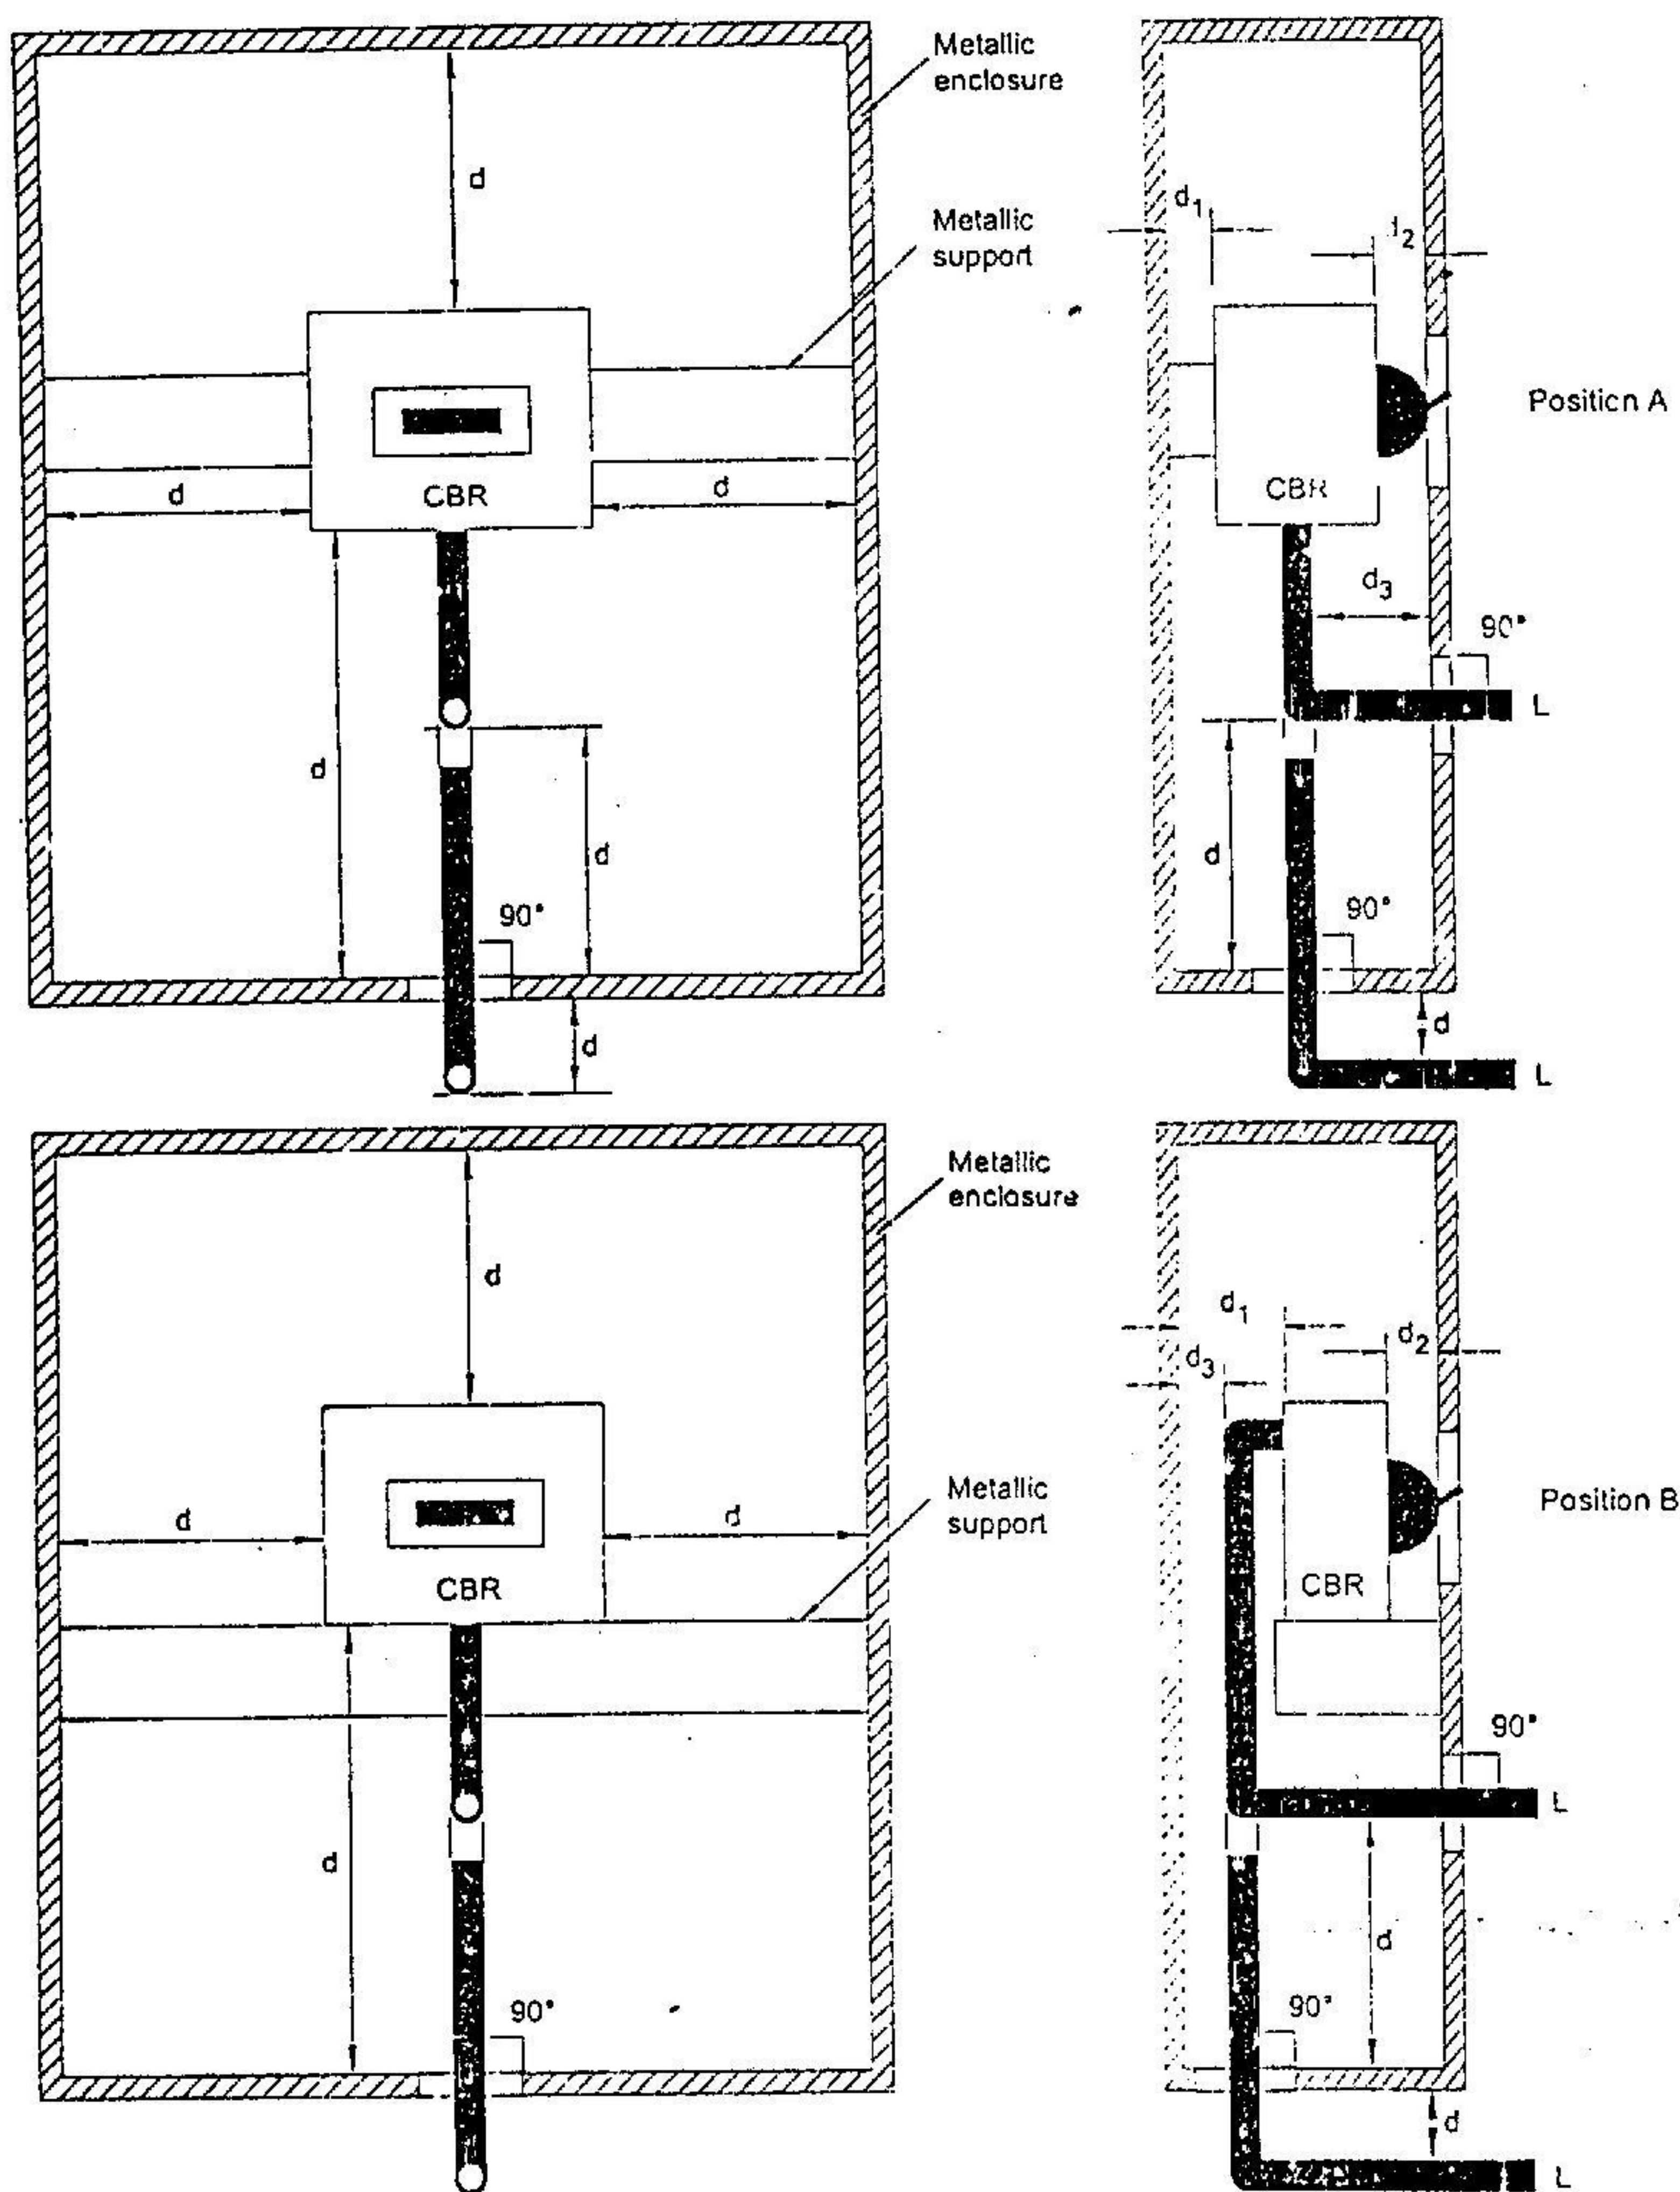 Metallic
enclosure
d
Metallic
support
d
d
CBR
d
d
90°
d
d₁
d₂
Position A
CBR
d₃
90°
L
d
90°
d
L
Metallic
enclosure
d
Metallic
support
d
d
CBR
d
90°
d₁
d₂
d₃
Position B
CBR
90°
L
d
90°
d
L